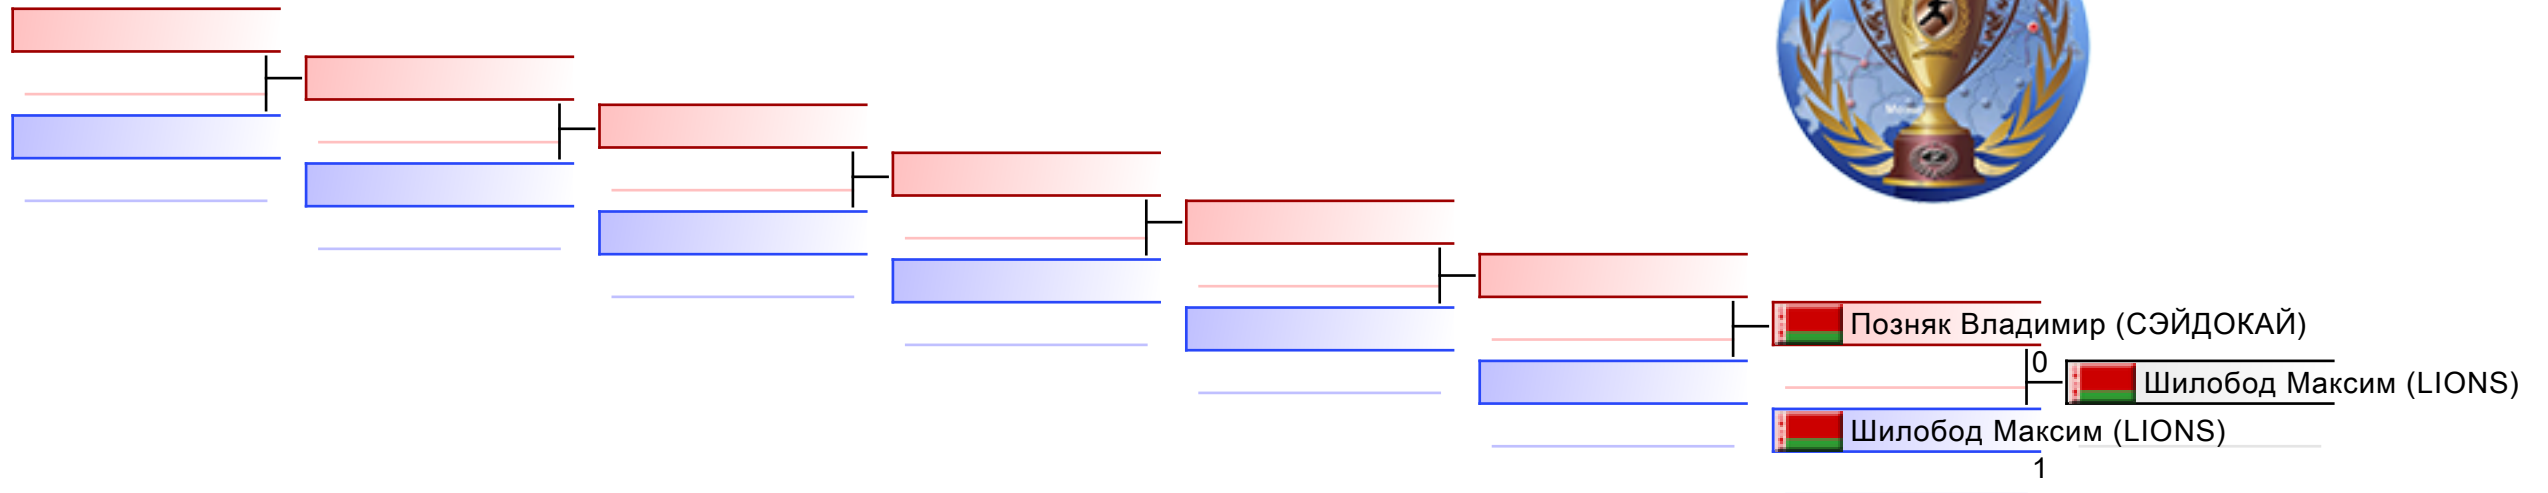 Позняк Владимир (СЭЙДОКАЙ)
0
Шилобод Максим (LIONS)
Шилобод Максим (LIONS)
1